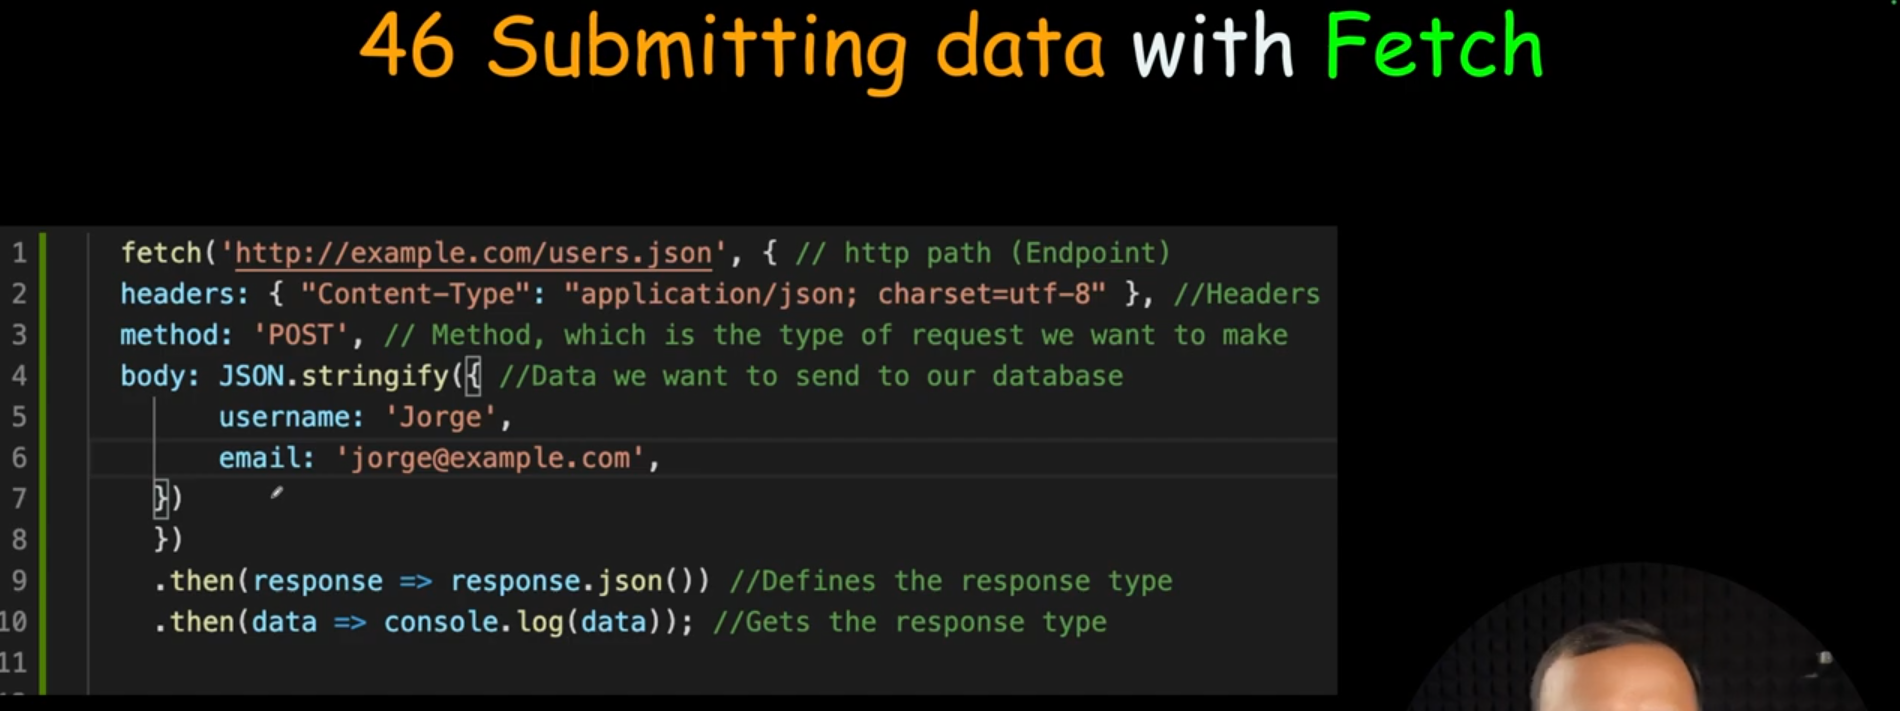 46 Submitting data with Fetch
1 fetch('http://example.com/users.json', { // http path (Endpoint)
2 headers: { "Content-Type": "application/json; charset=utf-8" }, //Headers
3 method: 'POST', // Method, which is the type of request we want to make
4 body: JSON.stringify({ //Data we want to send to our database
5 username: 'Jorge',
6 email: 'jorge@example.com',
7 })
8 })
9 .then(response => response.json()) //Defines the response type
10 .then(data => console.log(data)); //Gets the response type
11